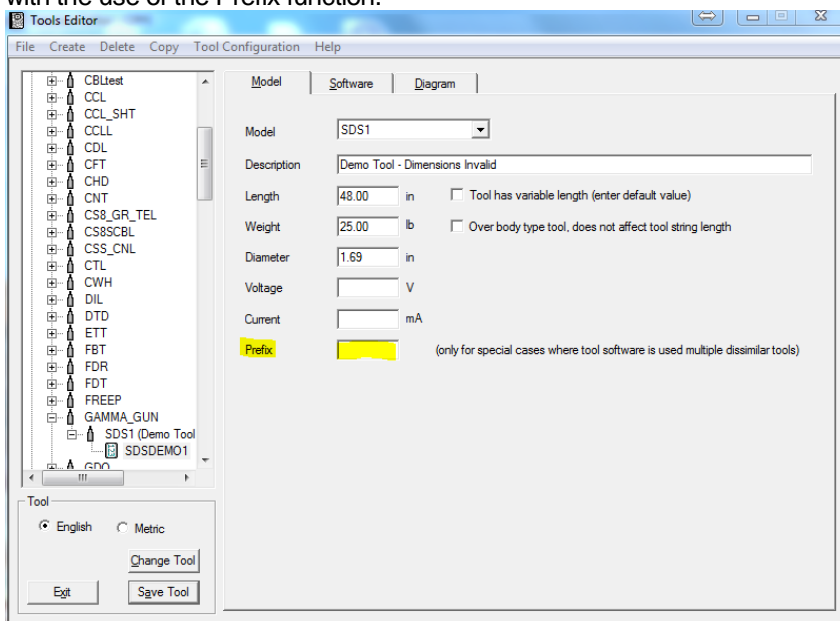 with the use of the Prefix function.
Tools Editor
File Create Delete Copy Tool Configuration Help
CBLtest
CCL
CCL_SHT
CCLL
CDL
CFT
CHD
CNT
CS8_GR_TEL
CS8SCBL
CSS_CNL
CTL
CWH
DIL
DTD
ETT
FBT
FDR
FDT
FREEP
GAMMA_GUN
SDS1 (Demo Tool
SDSDEMO1
GDO
Tool
English Metric
Change Tool
Exit Save Tool
Model Software Diagram
Model SDS1
Description Demo Tool - Dimensions Invalid
Length 48.00 in Tool has variable length (enter default value)
Weight 25.00 lb Over body type tool, does not affect tool string length
Diameter 1.69 in
Voltage V
Current mA
Prefix (only for special cases where tool software is used multiple dissimilar tools)